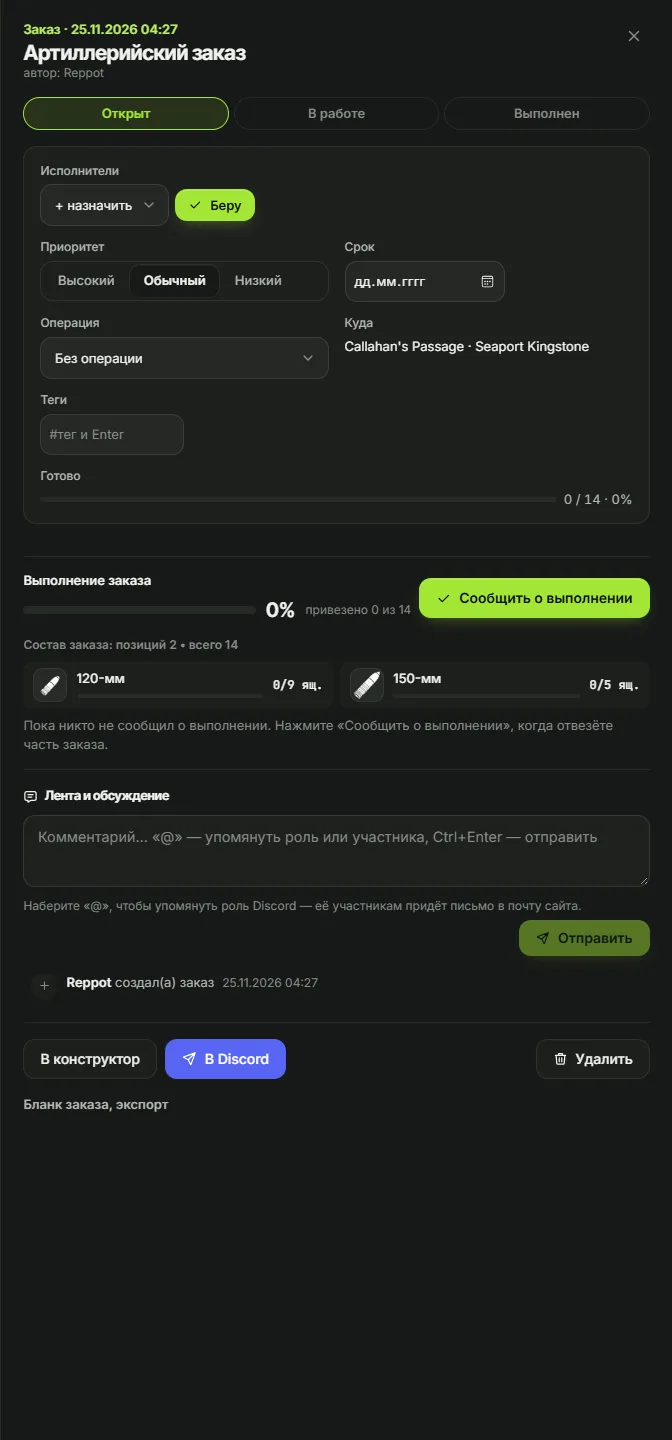 Заказ · 25.11.2026 04:27
Артиллерийский заказ
автор: Reppot
Открыт
В работе
Выполнен
Исполнители
+ назначить
Беру
Приоритет
Срок
Высокий
Обычный
Низкий
дд.мм.гггг
Операция
Куда
Без операции
Callahan's Passage · Seaport Kingstone
Теги
#тег и Enter
Готово
0 / 14 · 0%
Выполнение заказа
0% привезено 0 из 14
Сообщить о выполнении
Состав заказа: позиций 2 • всего 14
120-мм
0/9 ящ.
150-мм
0/5 ящ.
Пока никто не сообщил о выполнении. Нажмите «Сообщить о выполнении», когда отвезёте
часть заказа.
Лента и обсуждение
Комментарий... «@» — упомянуть роль или участника, Ctrl+Enter — отправить
Наберите «@», чтобы упомянуть роль Discord — её участникам придёт письмо в почту сайта.
Отправить
Reppot создал(а) заказ 25.11.2026 04:27
В конструктор
В Discord
Удалить
Бланк заказа, экспорт